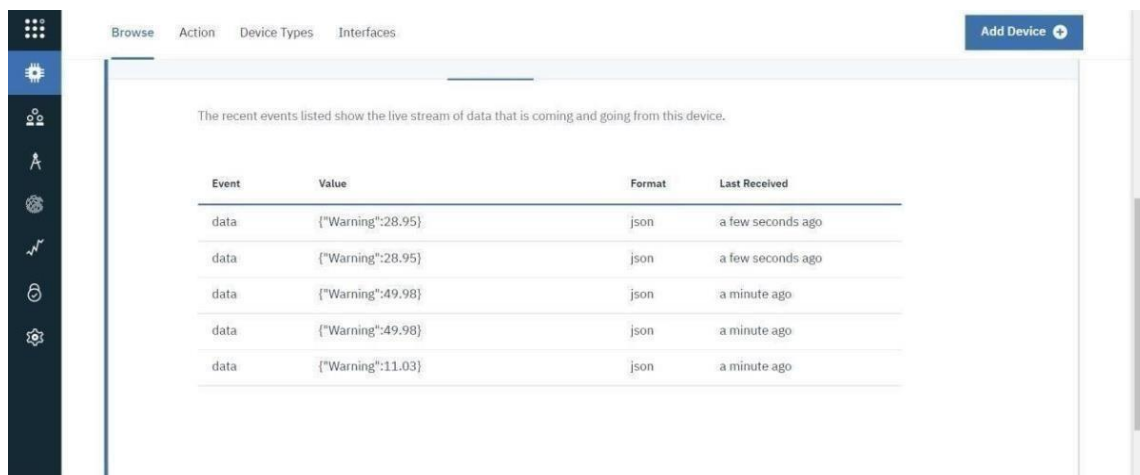 Browse Action Device Types Interfaces Add Device
The recent events listed show the live stream of data that is coming and going from this device.
Event Value Format Last Received
data {"Warning":28.95} json a few seconds ago
data {"Warning":28.95} json a few seconds ago
data {"Warning":49.98} json a minute ago
data {"Warning":49.98} json a minute ago
data {"Warning":11.03} json a minute ago